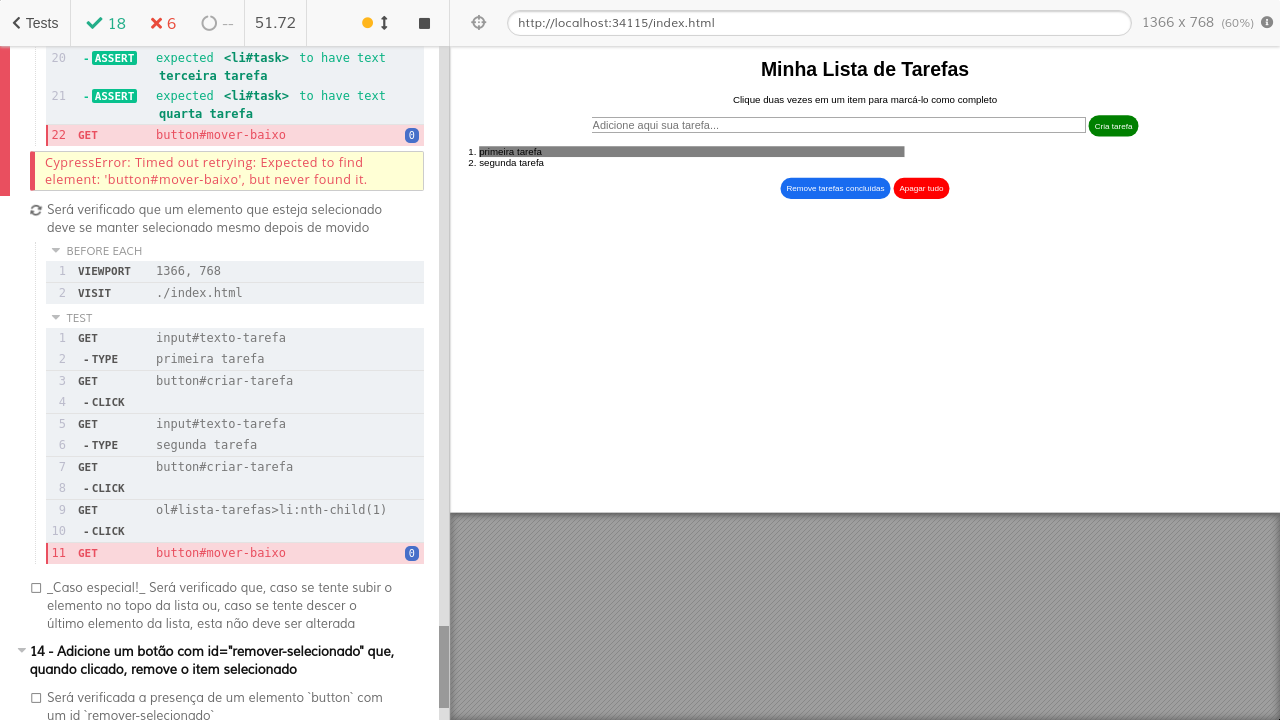 Tests
18
6
--
51.72
http://localhost:34115/index.html
1366 x 768 (60%)
20 - ASSERT expected <li#task> to have text
terceira tarefa
21 - ASSERT expected <li#task> to have text
quarta tarefa
22 GET button#mover-baixo 0
CypressError: Timed out retrying: Expected to find
element: 'button#mover-baixo', but never found it.
Será verificado que um elemento que esteja selecionado
deve se manter selecionado mesmo depois de movido
BEFORE EACH
1 VIEWPORT 1366, 768
2 VISIT ./index.html
TEST
1 GET input#texto-tarefa
2 - TYPE primeira tarefa
3 GET button#criar-tarefa
4 - CLICK
5 GET input#texto-tarefa
6 - TYPE segunda tarefa
7 GET button#criar-tarefa
8 - CLICK
9 GET ol#lista-tarefas>li:nth-child(1)
10 - CLICK
11 GET button#mover-baixo 0
_Caso especial!_ Será verificado que, caso se tente subir o
elemento no topo da lista ou, caso se tente descer o
último elemento da lista, esta não deve ser alterada
14 - Adicione um botão com id="remover-selecionado" que,
quando clicado, remove o item selecionado
Será verificada a presença de um elemento `button` com
um id `remover-selecionado`
Minha Lista de Tarefas
Clique duas vezes em um item para marcá-lo como completo
Adicione aqui sua tarefa...
Cria tarefa
1. primeira tarefa
2. segunda tarefa
Remove tarefas concluidas
Apagar tudo